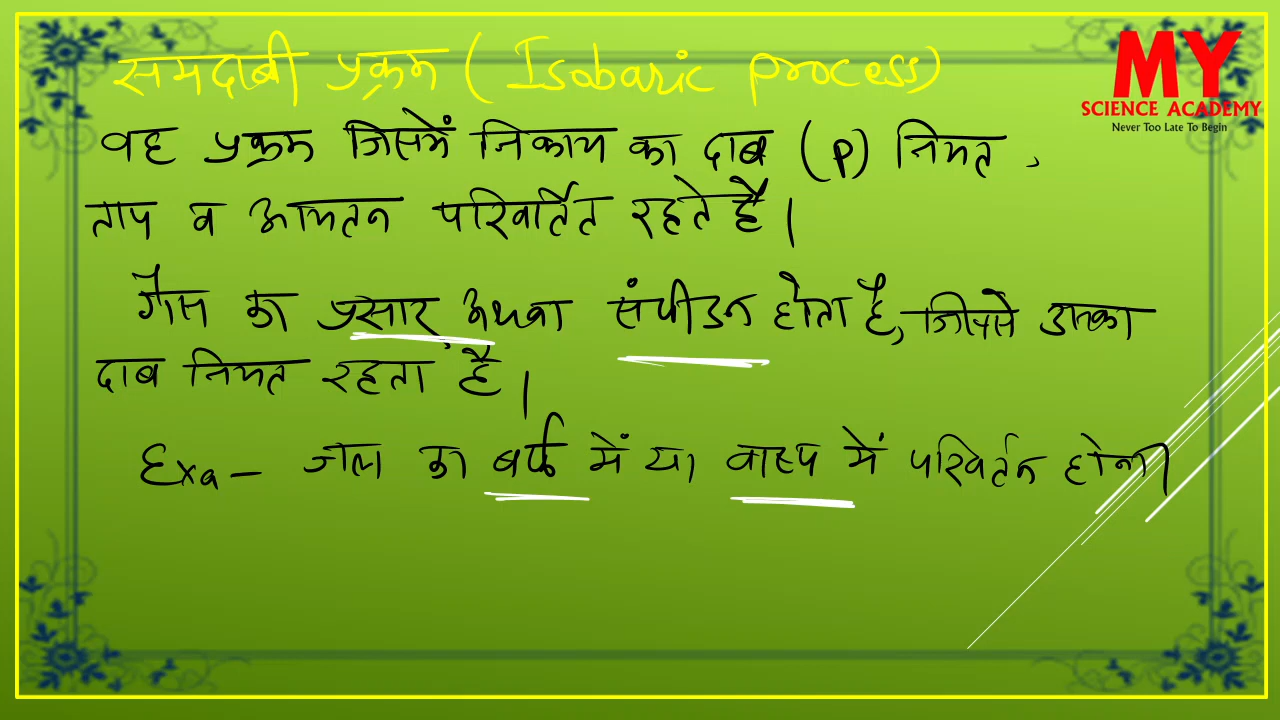 समदाबी प्रक्रम ( Isobaric process)
MY
SCIENCE ACADEMY
Never Too Late To Begin
वह प्रक्रम जिसमें निकाय का दाब (P) नियत,
ताप व आयतन परिवर्तित रहते है।
गैस का प्रसार अथवा संपीडन होता है, जिससे उसका
दाब नियत रहता है।
Exa – जल का बर्फ में या वाष्प में परिवर्तन होना।